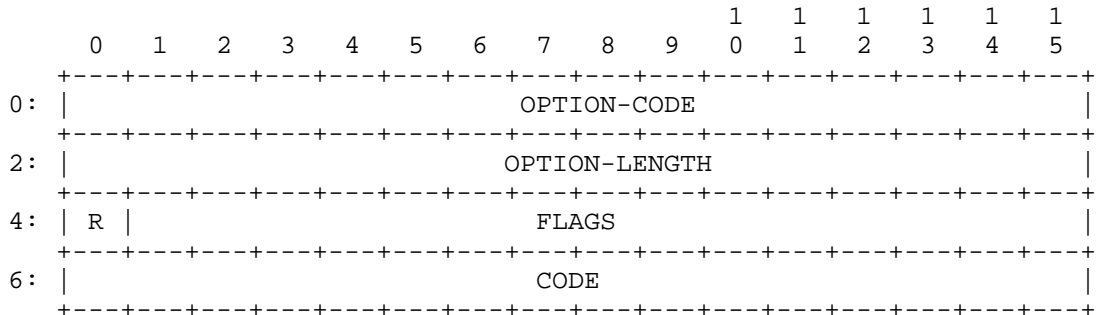 1   1   1   1   1   1
        0   1   2   3   4   5   6   7   8   9   0   1   2   3   4   5
      +---+---+---+---+---+---+---+---+---+---+---+---+---+---+---+---+
0:    |                          OPTION-CODE                          |
      +---+---+---+---+---+---+---+---+---+---+---+---+---+---+---+---+
2:    |                         OPTION-LENGTH                         |
      +---+---+---+---+---+---+---+---+---+---+---+---+---+---+---+---+
4:    | R |                         FLAGS                             |
      +---+---+---+---+---+---+---+---+---+---+---+---+---+---+---+---+
6:    |                            CODE                               |
      +---+---+---+---+---+---+---+---+---+---+---+---+---+---+---+---+